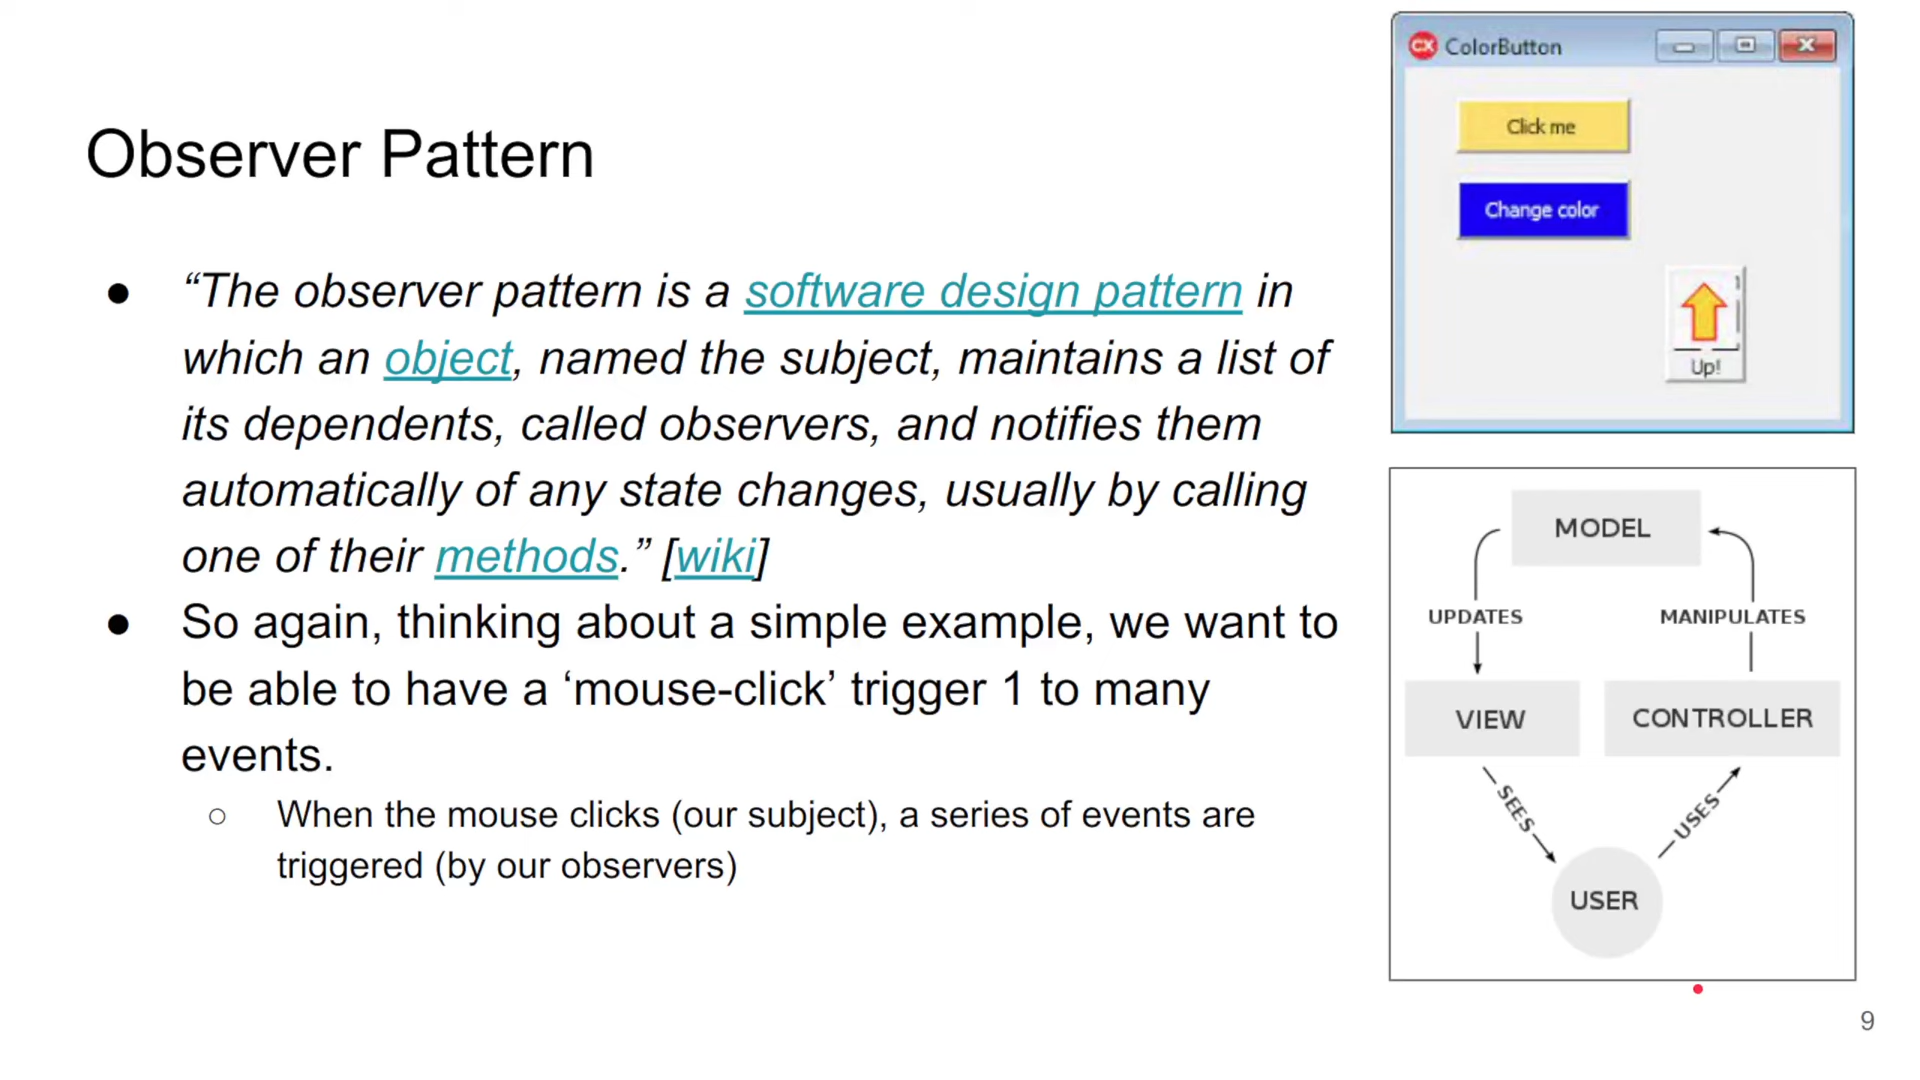 Observer Pattern
● “The observer pattern is a software design pattern in
which an object, named the subject, maintains a list of
its dependents, called observers, and notifies them
automatically of any state changes, usually by calling
one of their methods.” [wiki]
● So again, thinking about a simple example, we want to
be able to have a ‘mouse-click’ trigger 1 to many
events.
○ When the mouse clicks (our subject), a series of events are
triggered (by our observers)
CX ColorButton
Click me
Change color
Up!
MODEL
UPDATES MANIPULATES
VIEW CONTROLLER
SEES USES
USER
9